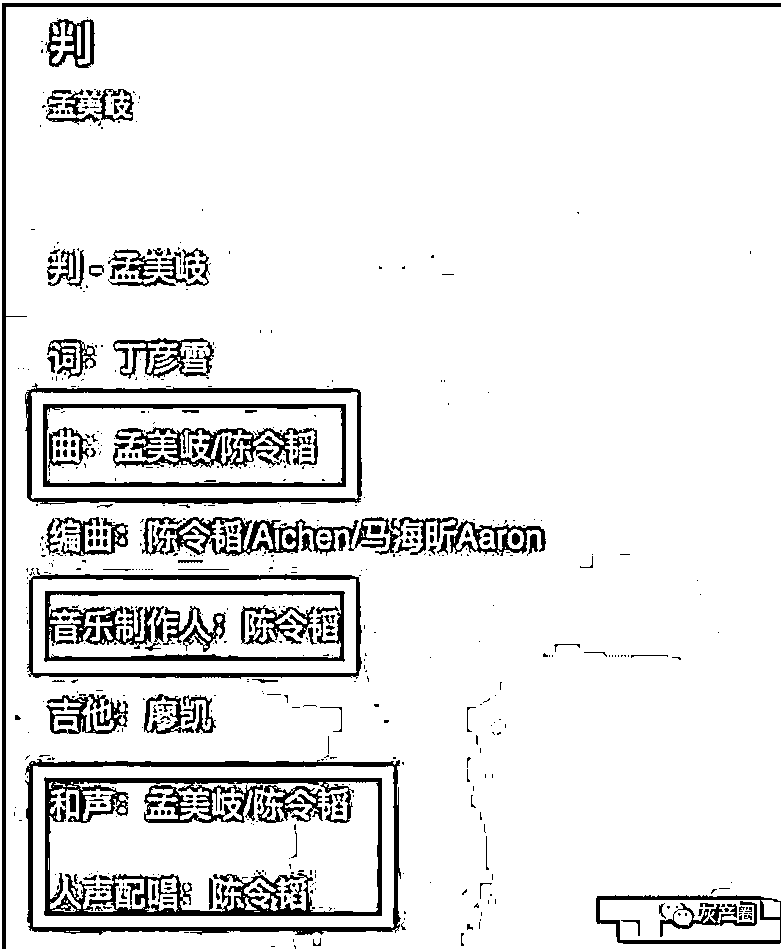 判
孟美岐
判 - 孟美岐
词：丁彦雪
曲：孟美岐/陈令韬
编曲：陈令韬/Aichen/马海昕Aaron
音乐制作人：陈令韬
吉他：廖凯
和声：孟美岐/陈令韬
人声配唱：陈令韬
灰芦圈